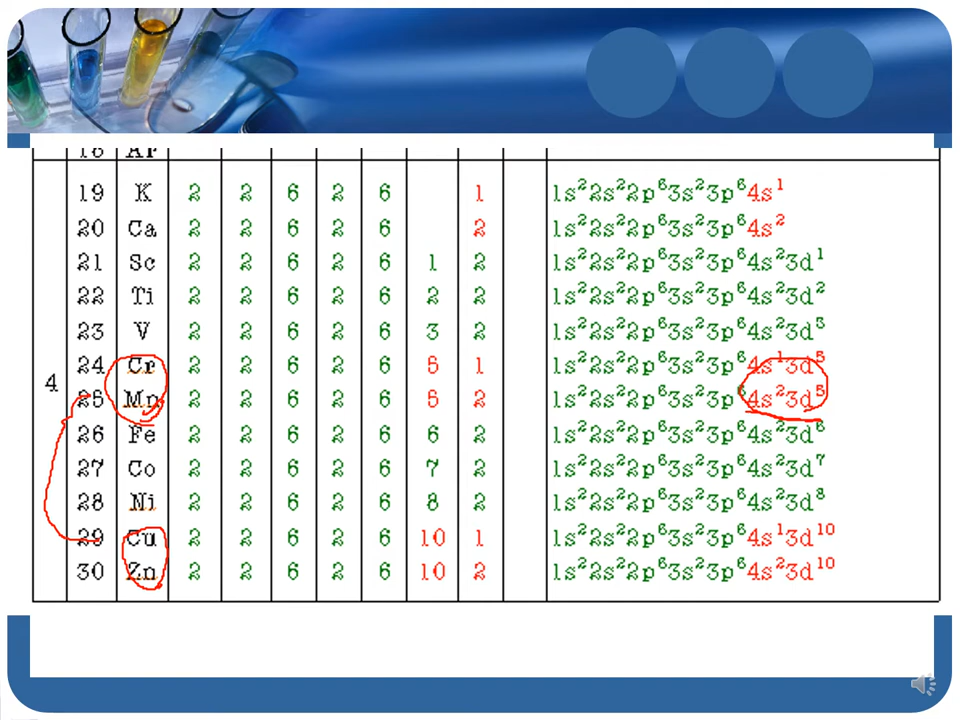 18 Ar
19 K 2 2 6 2 6 1 1s²2s²2p⁶3s²3p⁶4s¹
20 Ca 2 2 6 2 6 2 1s²2s²2p⁶3s²3p⁶4s²
21 Sc 2 2 6 2 6 1 2 1s²2s²2p⁶3s²3p⁶4s²3d¹
22 Ti 2 2 6 2 6 2 2 1s²2s²2p⁶3s²3p⁶4s²3d²
23 V 2 2 6 2 6 3 2 1s²2s²2p⁶3s²3p⁶4s²3d³
24 Cr 2 2 6 2 6 5 1 1s²2s²2p⁶3s²3p⁶4s¹3d⁵
4
25 Mn 2 2 6 2 6 5 2 1s²2s²2p⁶3s²3p⁶4s²3d⁵
26 Fe 2 2 6 2 6 6 2 1s²2s²2p⁶3s²3p⁶4s²3d⁶
27 Co 2 2 6 2 6 7 2 1s²2s²2p⁶3s²3p⁶4s²3d⁷
28 Ni 2 2 6 2 6 8 2 1s²2s²2p⁶3s²3p⁶4s²3d⁸
29 Cu 2 2 6 2 6 10 1 1s²2s²2p⁶3s²3p⁶4s¹3d¹⁰
30 Zn 2 2 6 2 6 10 2 1s²2s²2p⁶3s²3p⁶4s²3d¹⁰